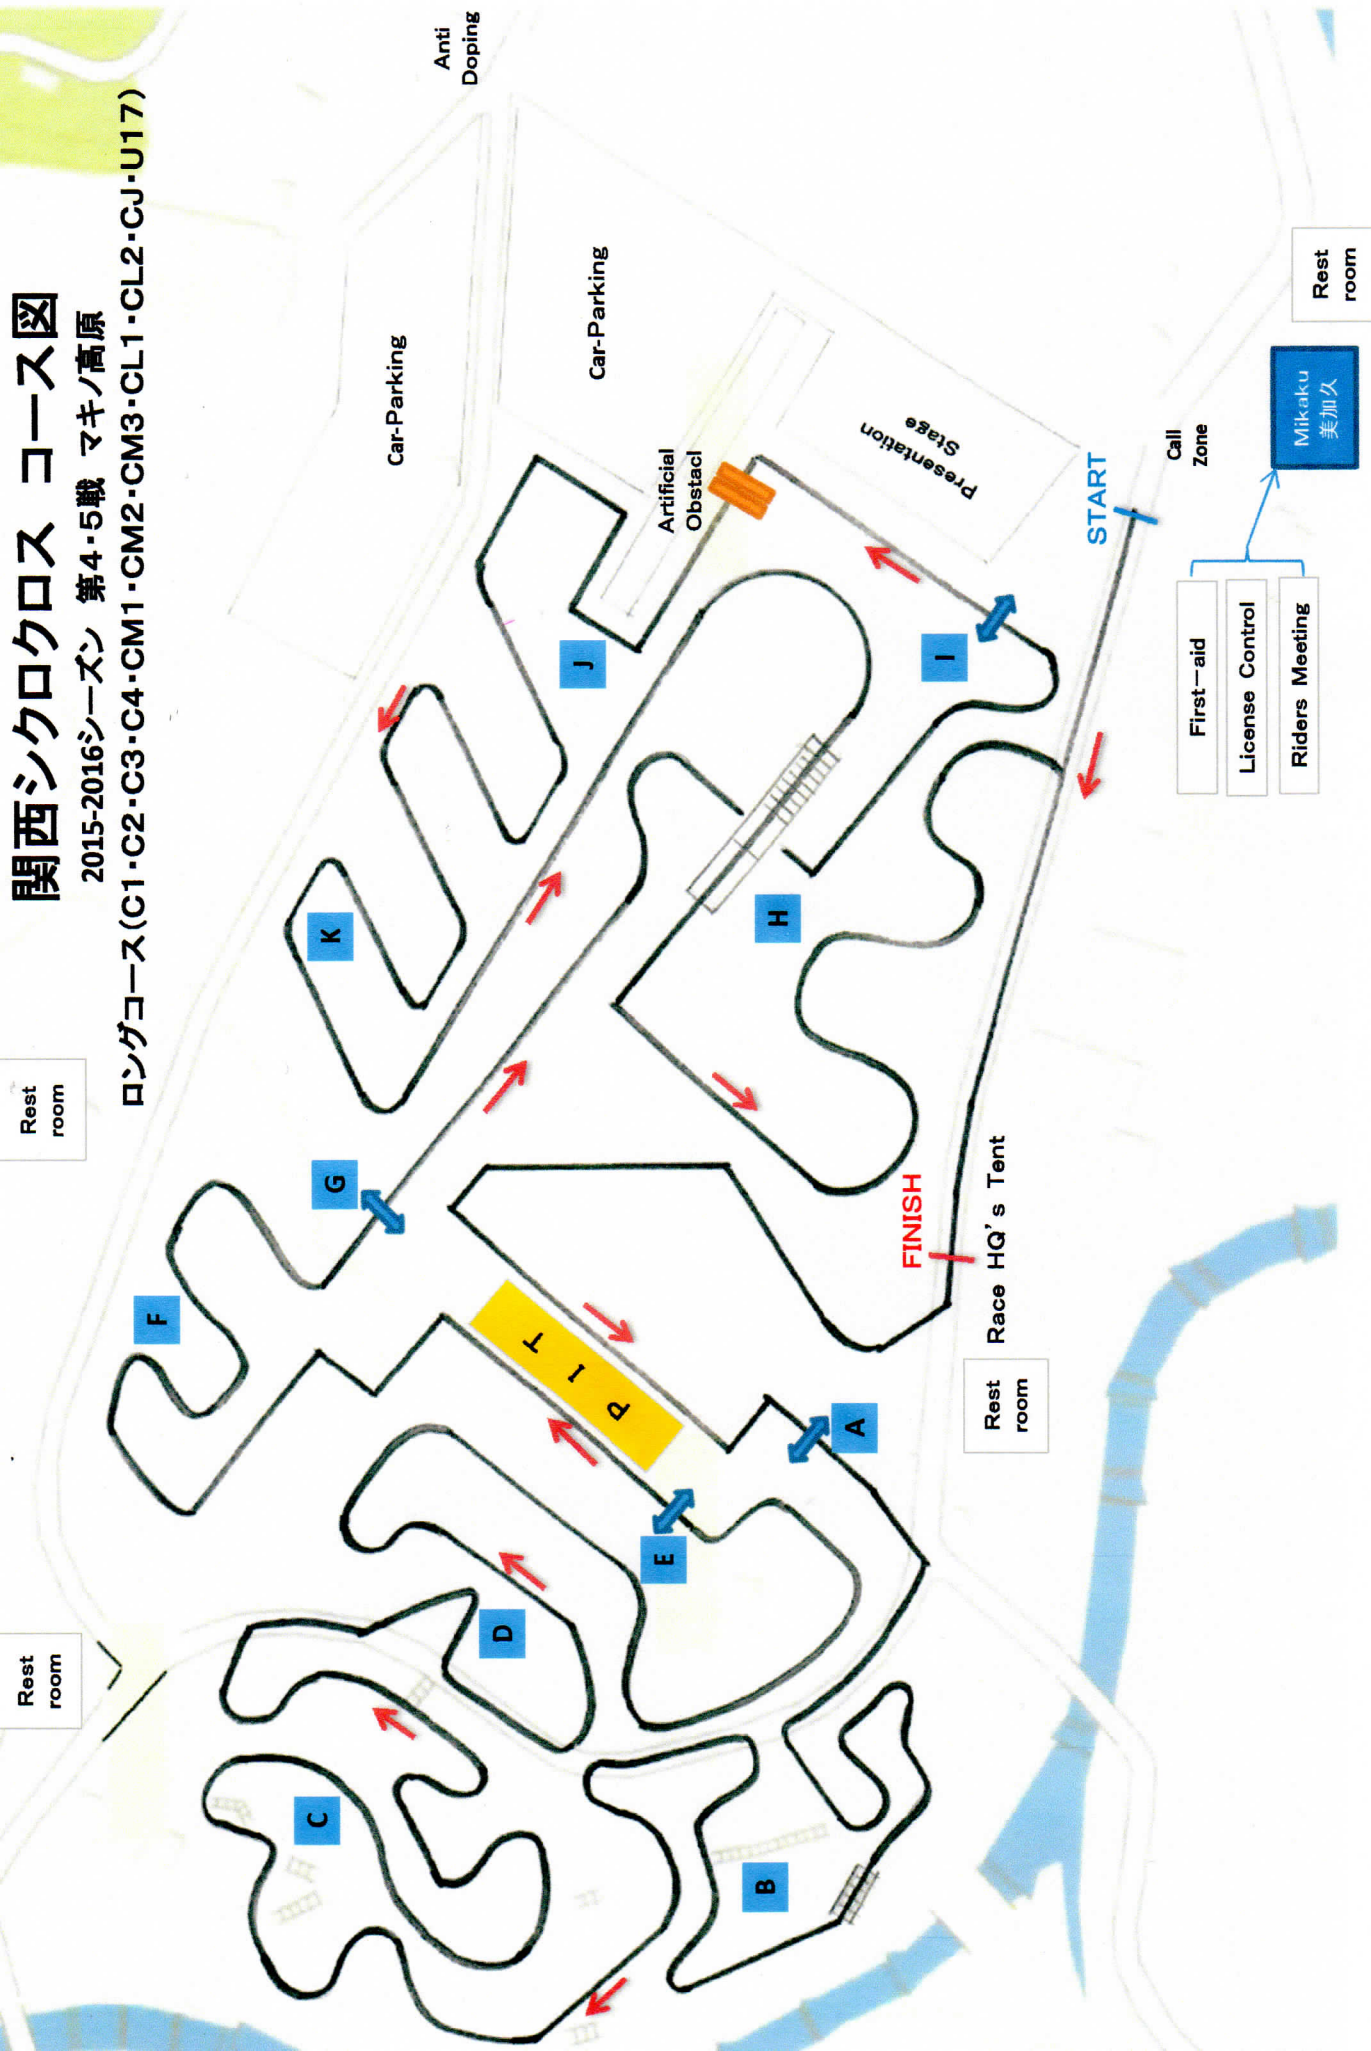 関西シクロクロス コース図
2015-2016シーズン 第4・5戦 マキノ高原
ロングコース(C1・C2・C3・C4・CM1・CM2・CM3・CL1・CL2・CJ・U17)
Rest
room
Rest
room
Anti
Doping
Car-Parking
Car-Parking
F
G
K
C
D
J
Artificial
Obstacl
PIT
E
H
Presentation
Stage
B
A
I
FINISH
START
Race HQ's Tent
Rest
room
Call
Zone
Rest
room
Mikaku
美加久
First-aid
License Control
Riders Meeting